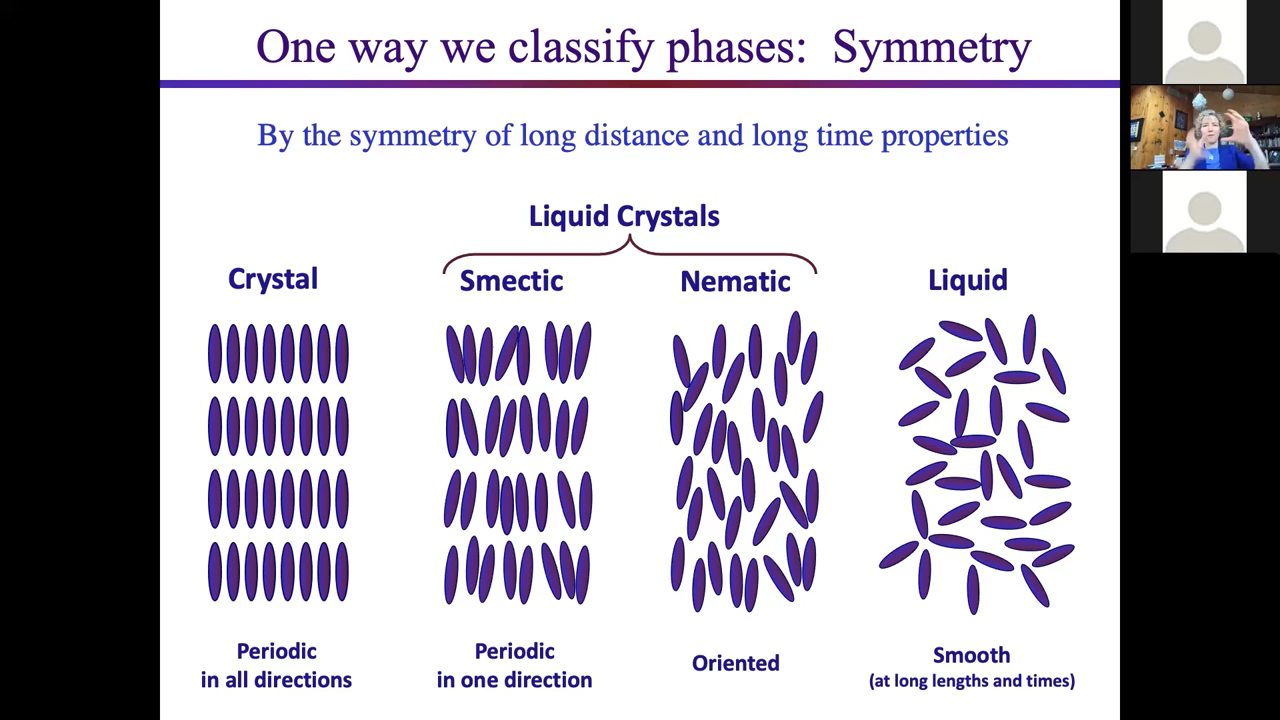 One way we classify phases: Symmetry
By the symmetry of long distance and long time properties
Liquid Crystals
Crystal
Smectic
Nematic
Liquid
Periodic
in all directions
Periodic
in one direction
Oriented
Smooth
(at long lengths and times)